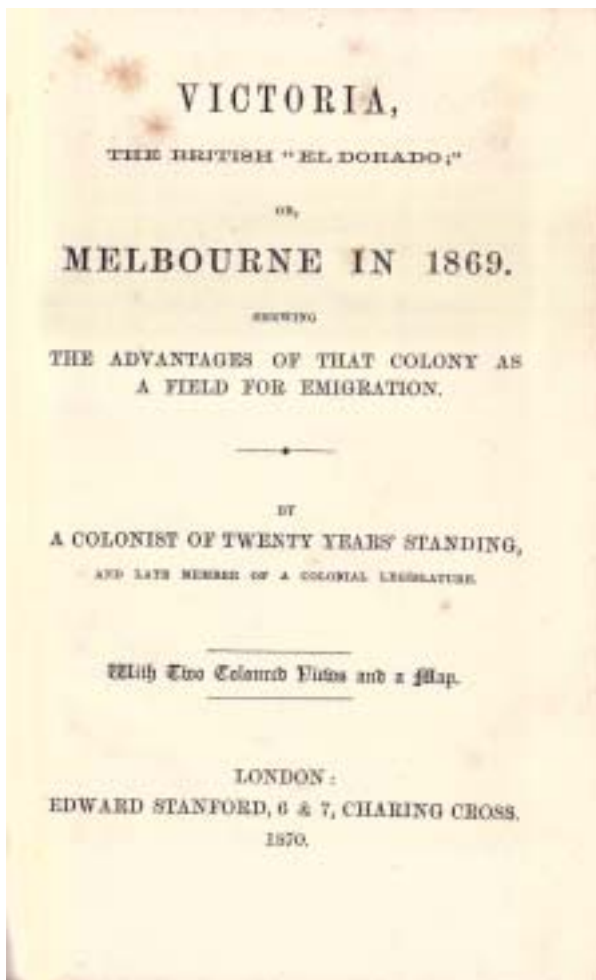 VICTORIA,
THE BRITISH "EL DORADO;"
OR,
MELBOURNE IN 1869.
SHEWING
THE ADVANTAGES OF THAT COLONY AS
A FIELD FOR EMIGRATION.
BY
A COLONIST OF TWENTY YEARS' STANDING,
AND LATE MEMBER OF A COLONIAL LEGISLATURE.
With Two Coloured Views and a Map.
LONDON:
EDWARD STANFORD, 6 & 7, CHARING CROSS.
1870.